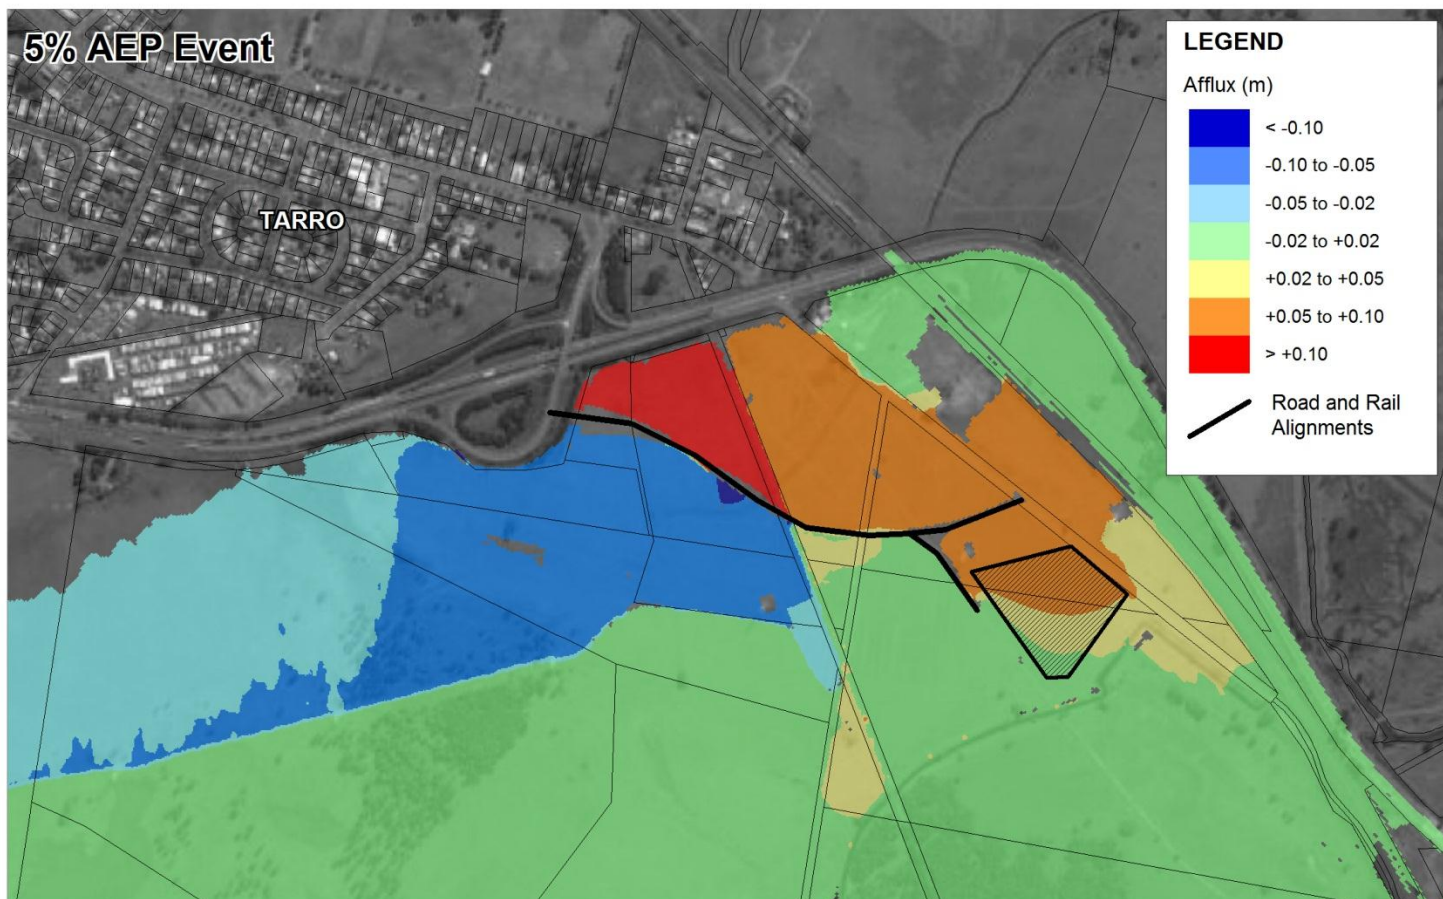 5% AEP Event
TARRO
LEGEND
Afflux (m)
< -0.10
-0.10 to -0.05
-0.05 to -0.02
-0.02 to +0.02
+0.02 to +0.05
+0.05 to +0.10
> +0.10
Road and Rail
Alignments